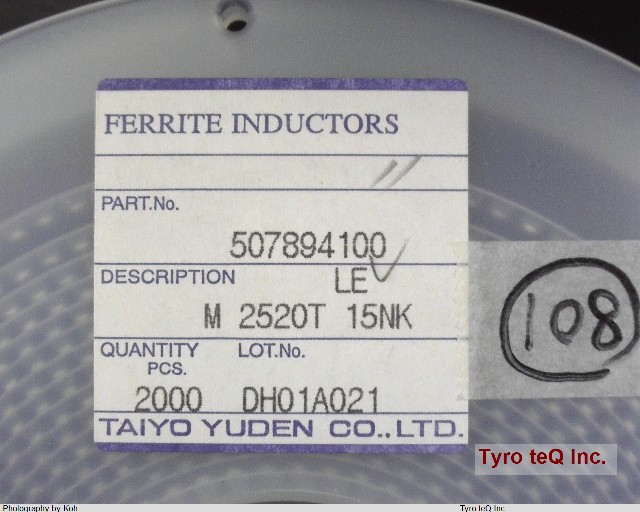 FERRITE INDUCTORS
PART.No.
507894100
DESCRIPTION LE
M 2520T 15NK
QUANTITY LOT.No.
PCS.
2000 DH01A021
TAIYO YUDEN CO.,LTD.
108
Tyro teQ Inc.
Photography by Koh Tyro teQ Inc